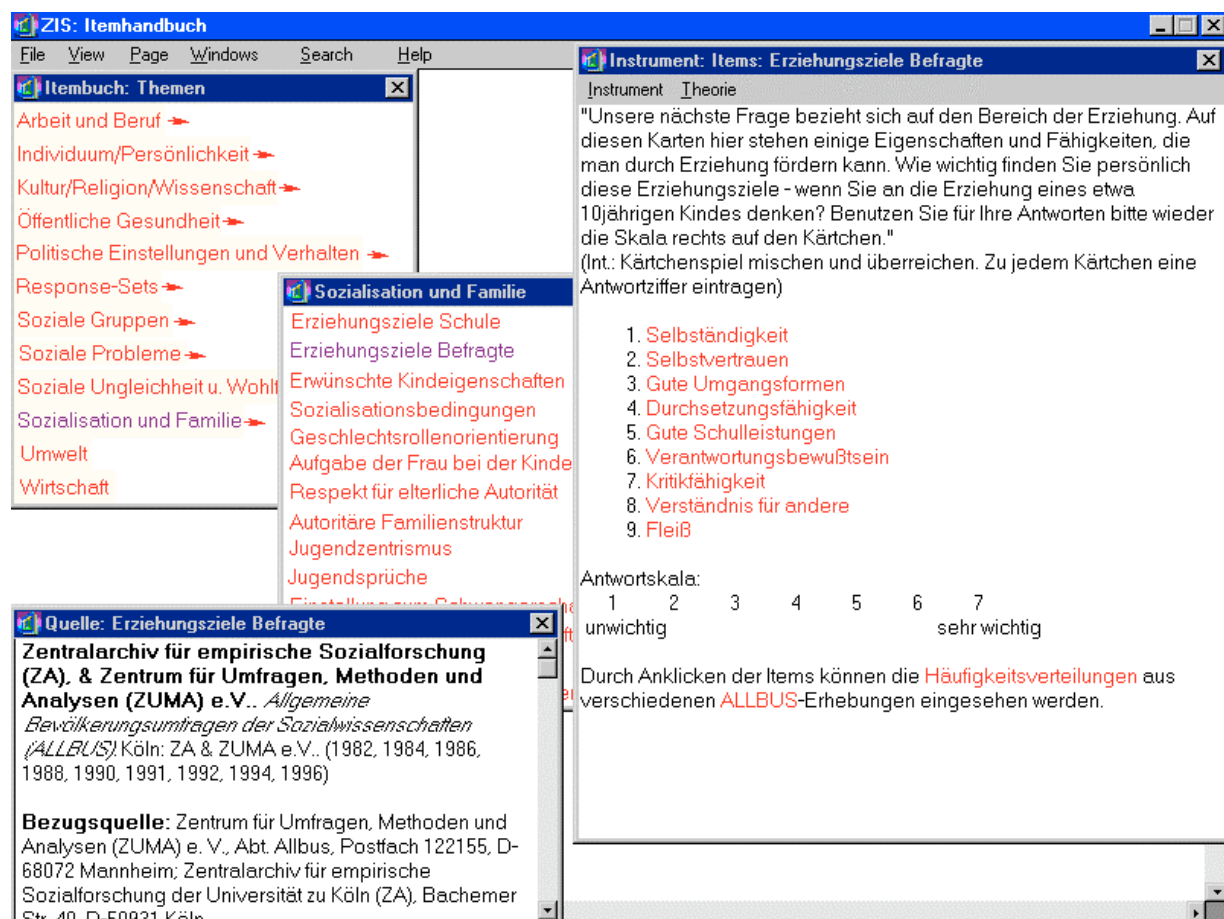 ZIS: Itemhandbuch
File View Page Windows Search Help
Itembuch: Themen
Arbeit und Beruf
Individuum/Persönlichkeit
Kultur/Religion/Wissenschaft
Öffentliche Gesundheit
Politische Einstellungen und Verhalten
Response-Sets
Soziale Gruppen
Soziale Probleme
Soziale Ungleichheit u. Wohlf
Sozialisation und Familie
Umwelt
Wirtschaft
Sozialisation und Familie
Erziehungsziele Schule
Erziehungsziele Befragte
Erwünschte Kindeigenschaften
Sozialisationsbedingungen
Geschlechtsrollenorientierung
Aufgabe der Frau bei der Kinde
Respekt für elterliche Autorität
Autoritäre Familienstruktur
Jugendzentrismus
Jugendsprüche
Quelle: Erziehungsziele Befragte
Zentralarchiv für empirische Sozialforschung
(ZA), & Zentrum für Umfragen, Methoden und
Analysen (ZUMA) e.V.. Allgemeine
Bevölkerungsumfragen der Sozialwissenschaften
(ALLBUS). Köln: ZA & ZUMA e.V.. (1982, 1984, 1986,
1988, 1990, 1991, 1992, 1994, 1996)
Bezugsquelle: Zentrum für Umfragen, Methoden und
Analysen (ZUMA) e. V., Abt. Allbus, Postfach 122155, D-
68072 Mannheim; Zentralarchiv für empirische
Sozialforschung der Universität zu Köln (ZA), Bachemer
Str. 40, D-50931 Köln
Instrument: Items: Erziehungsziele Befragte
Instrument Theorie
"Unsere nächste Frage bezieht sich auf den Bereich der Erziehung. Auf
diesen Karten hier stehen einige Eigenschaften und Fähigkeiten, die
man durch Erziehung fördern kann. Wie wichtig finden Sie persönlich
diese Erziehungsziele - wenn Sie an die Erziehung eines etwa
10jährigen Kindes denken? Benutzen Sie für Ihre Antworten bitte wieder
die Skala rechts auf den Kärtchen."
(Int.: Kärtchenspiel mischen und überreichen. Zu jedem Kärtchen eine
Antwortziffer eintragen)
1. Selbständigkeit
2. Selbstvertrauen
3. Gute Umgangsformen
4. Durchsetzungsfähigkeit
5. Gute Schulleistungen
6. Verantwortungsbewußtsein
7. Kritikfähigkeit
8. Verständnis für andere
9. Fleiß
Antwortskala:
1 2 3 4 5 6 7
unwichtig sehr wichtig
Durch Anklicken der Items können die Häufigkeitsverteilungen aus
verschiedenen ALLBUS-Erhebungen eingesehen werden.